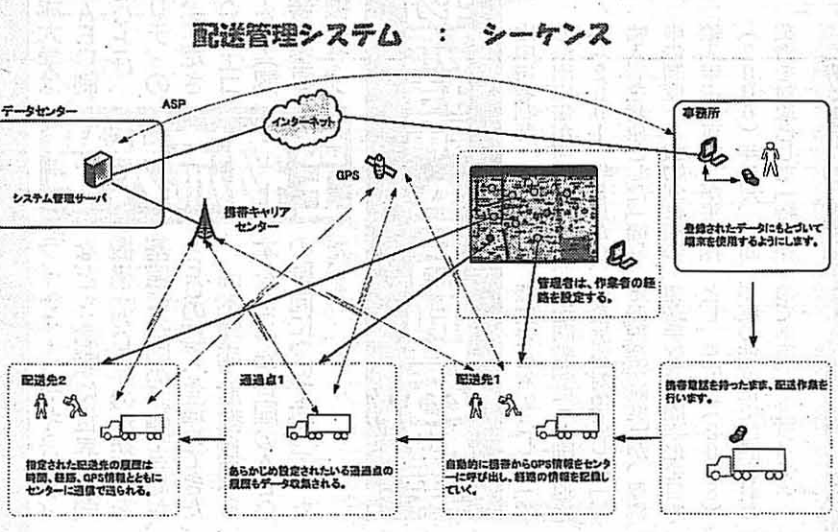 配送管理システム ： シーケンス
データセンター
ASP
インターネット
事務所
システム管理サーバ
GPS
携帯キャリア
センター
登録されたデータにもとづいて
端末を使用するようにします。
管理者は、作業者の経
路を設定する。
配送先2
通過点1
配送先1
携帯電話を持ったまま、配送作業を
行います。
指定された配送先の履歴は
時間、経路、GPS情報とともに
センターに通信で送られる。
あらかじめ設定されたいる通過点の
履歴もデータ収集される。
自動的に携帯からGPS情報をセンタ
ーに呼び出し、経路の情報を記録し
ていく。